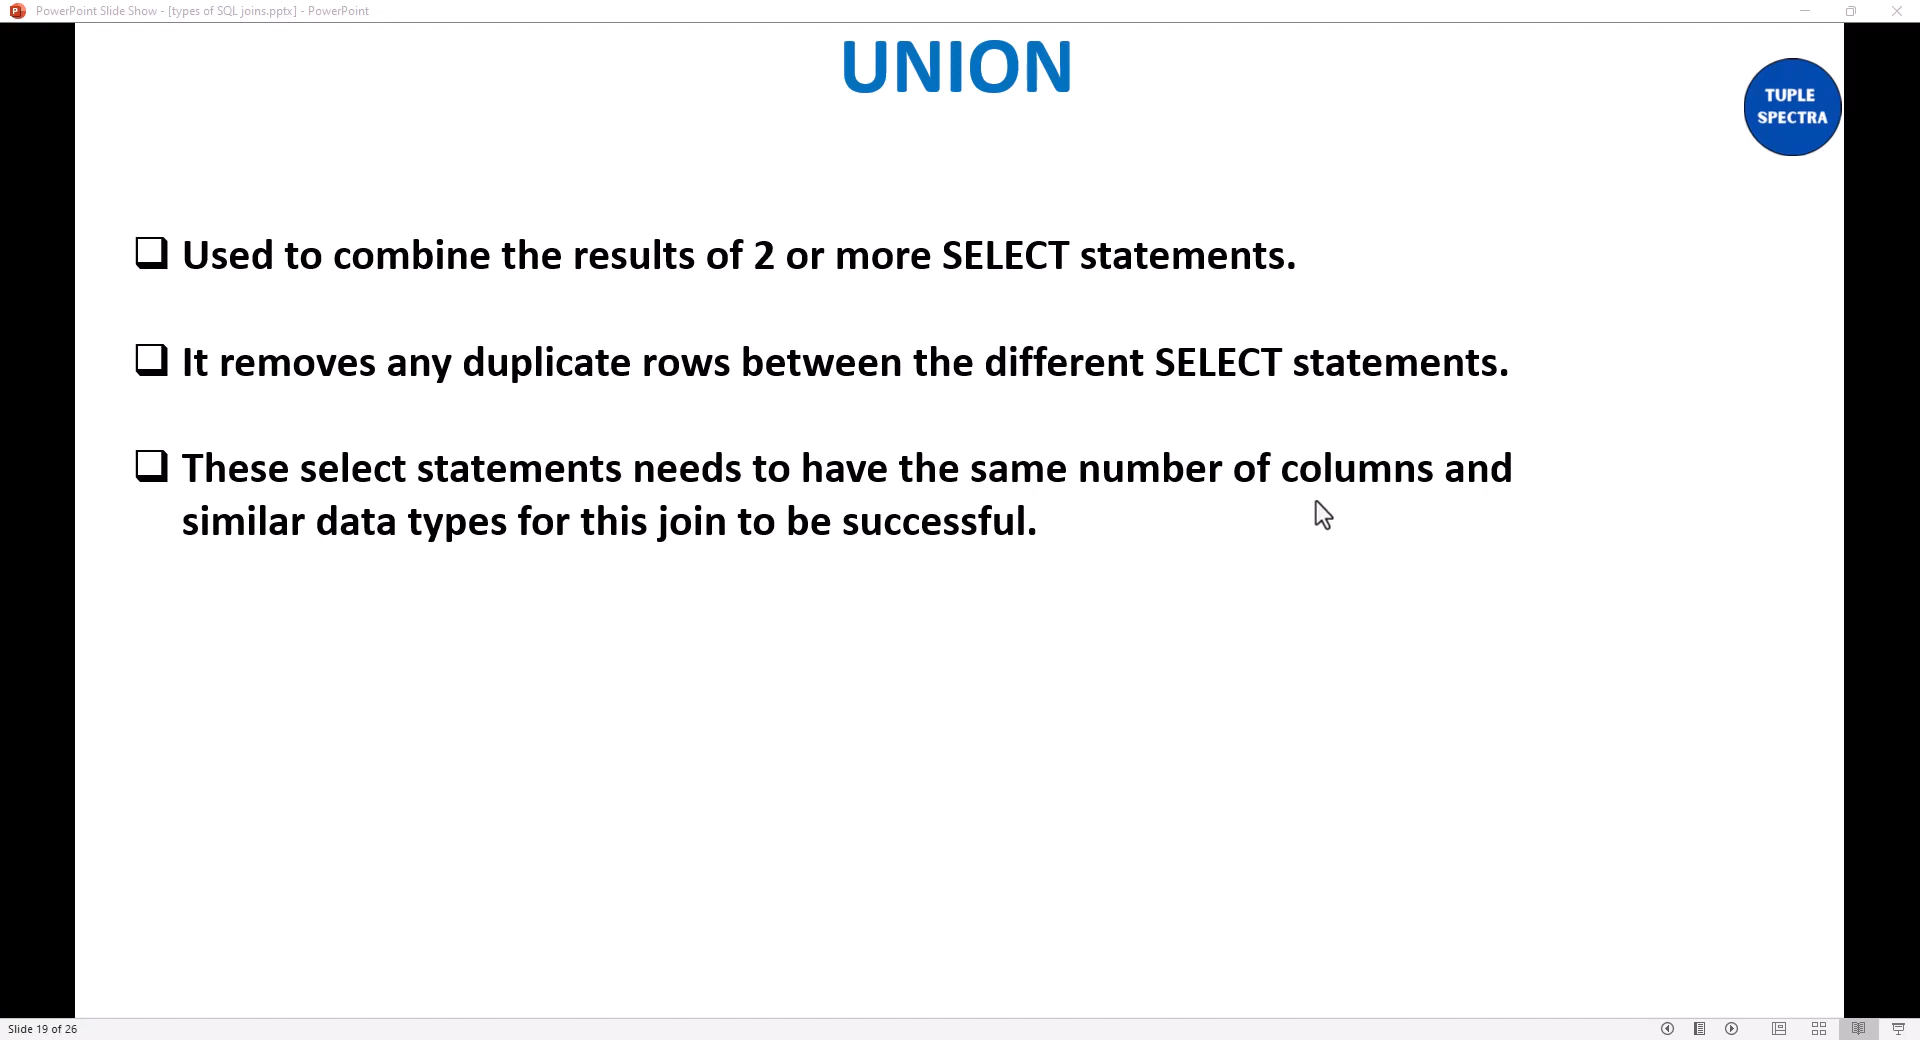 PowerPoint Slide Show - [types of SQL joins.pptx] - PowerPoint
UNION
TUPLE
SPECTRA
Used to combine the results of 2 or more SELECT statements.
It removes any duplicate rows between the different SELECT statements.
These select statements needs to have the same number of columns and
similar data types for this join to be successful.
Slide 19 of 26